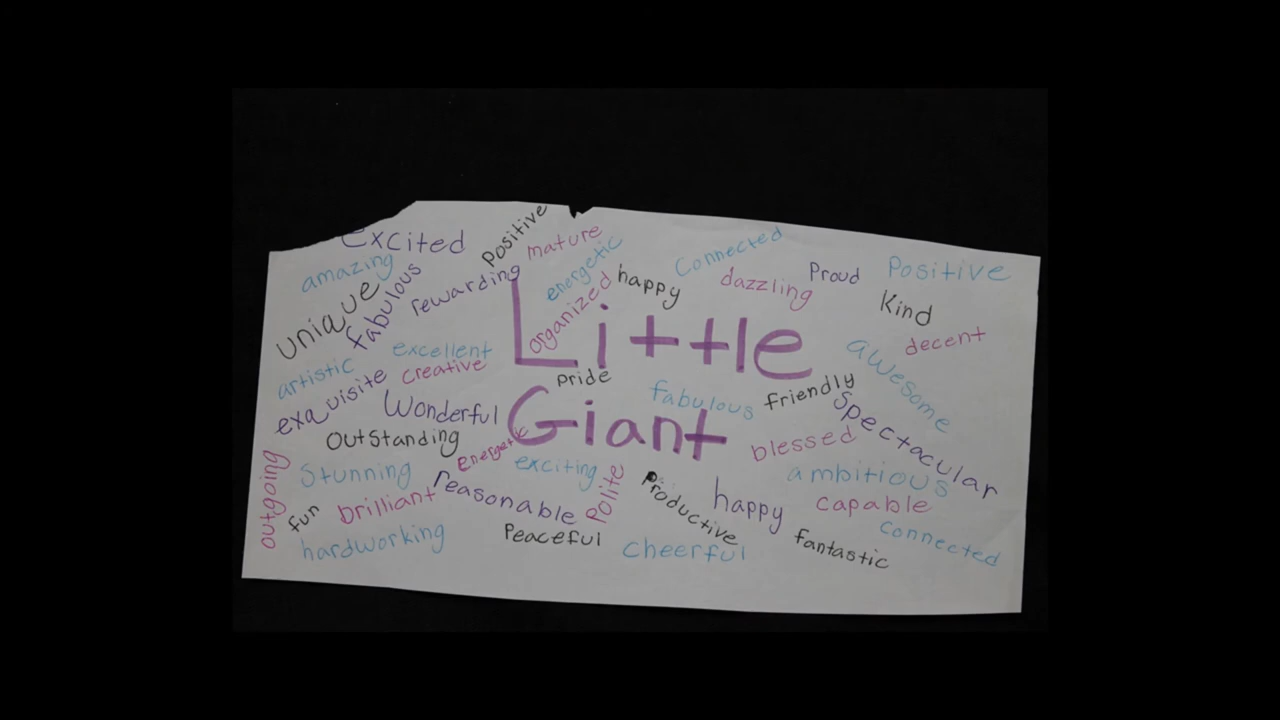 Excited
positive
mature
energetic
Connected
amazing
fabulous
rewarding
organized
happy
dazzling
Proud
Positive
unique
Kind
Little
decent
artistic
excellent
creative
pride
awesome
exquisite
Wonderful
fabulous
friendly
Spectacular
Giant
Outstanding
Energetic
blessed
outgoing
Stunning
exciting
ambitious
fun
brilliant
reasonable
Polite
Productive
happy
capable
hardworking
Peaceful
cheerful
fantastic
connected